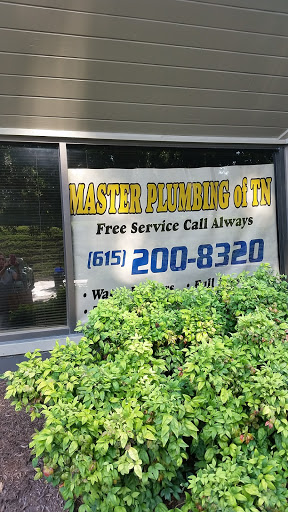 MASTER PLUMBING of TN
Free Service Call Always
(615) 200-8320